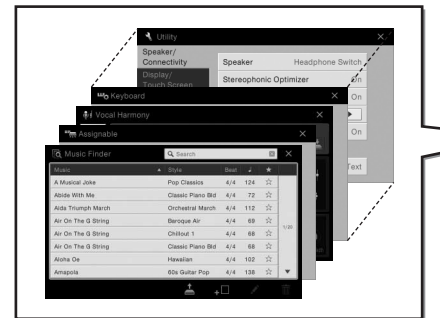 Utility
Speaker/
Connectivity
Speaker Headphone Switch
Display/
Touch Screen
Stereophonic Optimizer On
Keyboard
On
Vocal Harmony
Assignable
On
Music Finder Search
Text
Music Style Beat ♩ ★
A Musical Joke Pop Classics 4/4 124 ☆
Abide With Me Classic Piano Bld 4/4 72 ☆
Aida Triumph March Orchestral March 4/4 112 ☆
Air On The G String Baroque Air 4/4 69 ☆
Air On The G String Chillout 1 4/4 68 ☆
Air On The G String Classic Piano Bld 4/4 66 ☆
Aloha Oe Hawaiian 4/4 102 ☆
Amapola 60s Guitar Pop 4/4 138 ☆
1/20